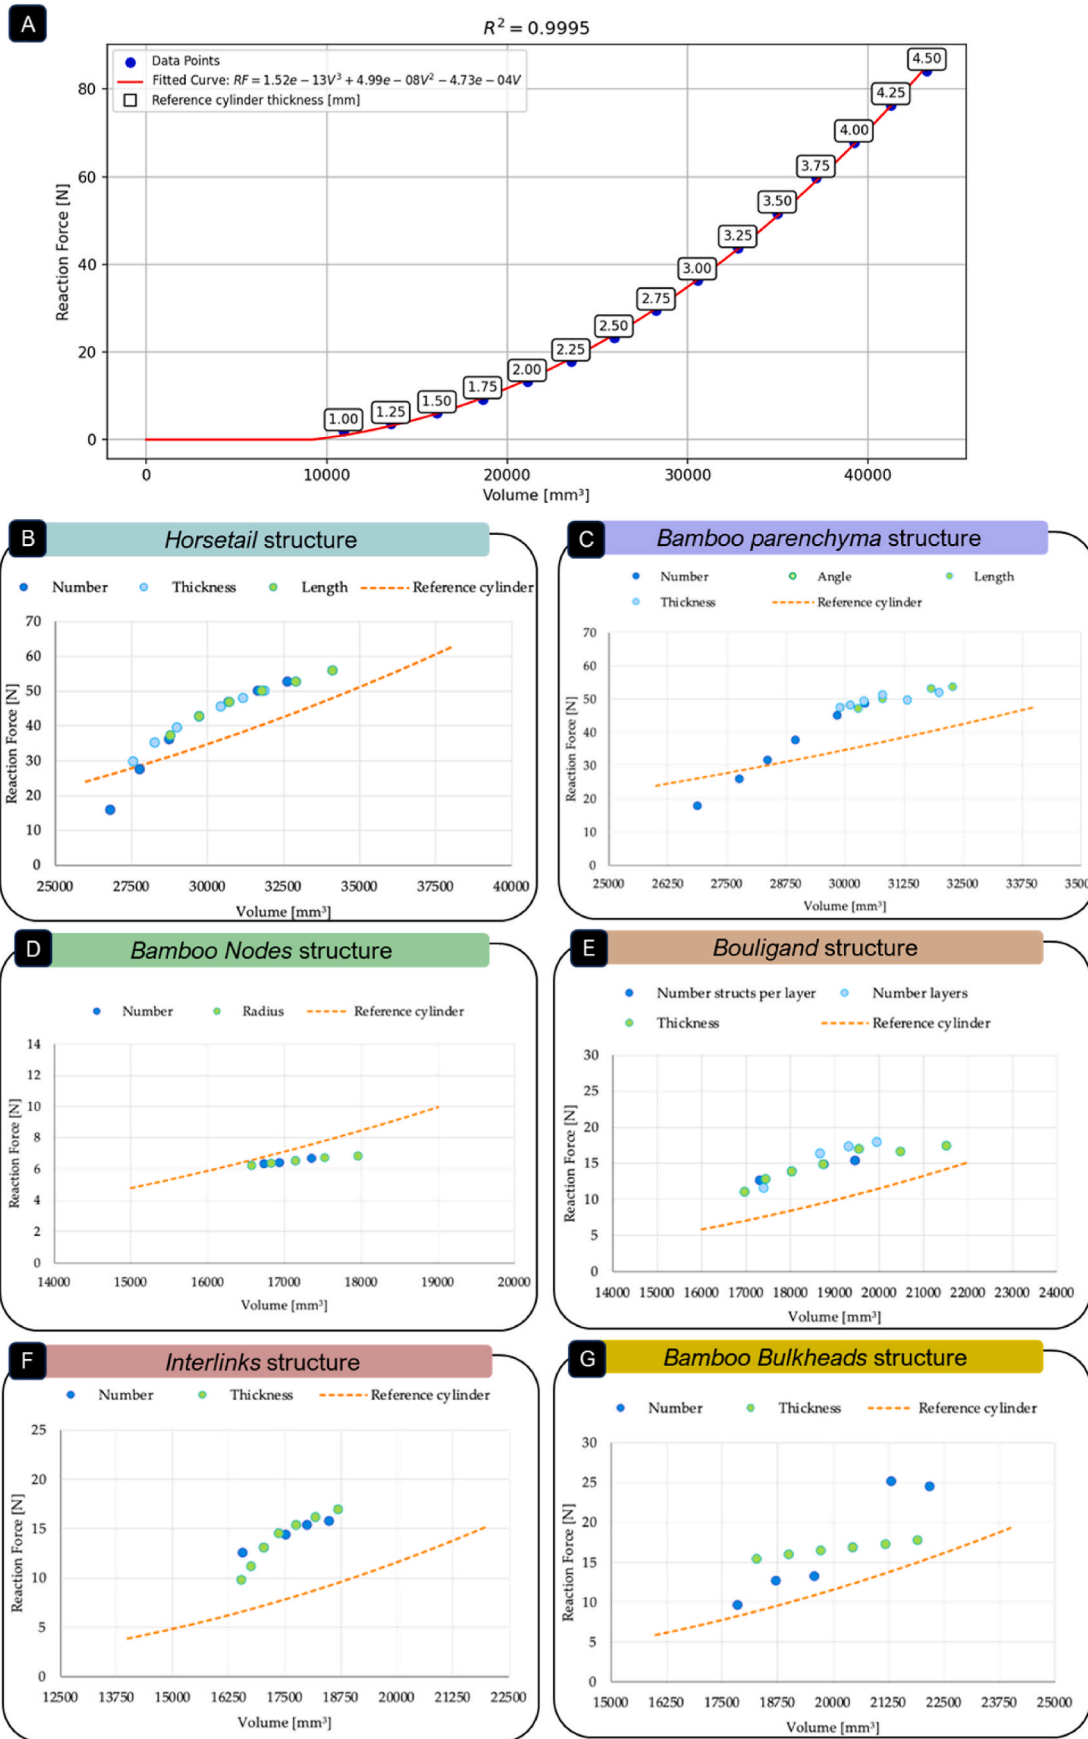 A
R² = 0.9995
Data Points
Fitted Curve: RF = 1.52e − 13V³ + 4.99e − 08V² − 4.73e − 04V
Reference cylinder thickness [mm]
Reaction Force [N]
80
60
40
20
0
1.00
1.25
1.50
1.75
2.00
2.25
2.50
2.75
3.00
3.25
3.50
3.75
4.00
4.25
4.50
0 10000 20000 30000 40000
Volume [mm³]
B
Horsetail structure
Number Thickness Length Reference cylinder
Reaction Force [N]
70
60
50
40
30
20
10
0
25000 27500 30000 32500 35000 37500 40000
Volume [mm³]
C
Bamboo parenchyma structure
Number Angle Length
Thickness Reference cylinder
Reaction Force [N]
70
60
50
40
30
20
10
0
25000 26250 27500 28750 30000 31250 32500 33750 3500
Volume [mm³]
D
Bamboo Nodes structure
Number Radius Reference cylinder
Reaction Force [N]
14
12
10
8
6
4
2
0
14000 15000 16000 17000 18000 19000 20000
Volume [mm³]
E
Bouligand structure
Number structs per layer Number layers
Thickness Reference cylinder
Reaction Force [N]
30
25
20
15
10
5
0
14000 15000 16000 17000 18000 19000 20000 21000 22000 23000 24000
Volume [mm³]
F
Interlinks structure
Number Thickness Reference cylinder
Reaction Force [N]
25
20
15
10
5
0
12500 13750 15000 16250 17500 18750 20000 21250 22500
Volume [mm³]
G
Bamboo Bulkheads structure
Number Thickness Reference cylinder
Reaction Force [N]
30
25
20
15
10
5
0
15000 16250 17500 18750 20000 21250 22500 23750 25000
Volume [mm³]